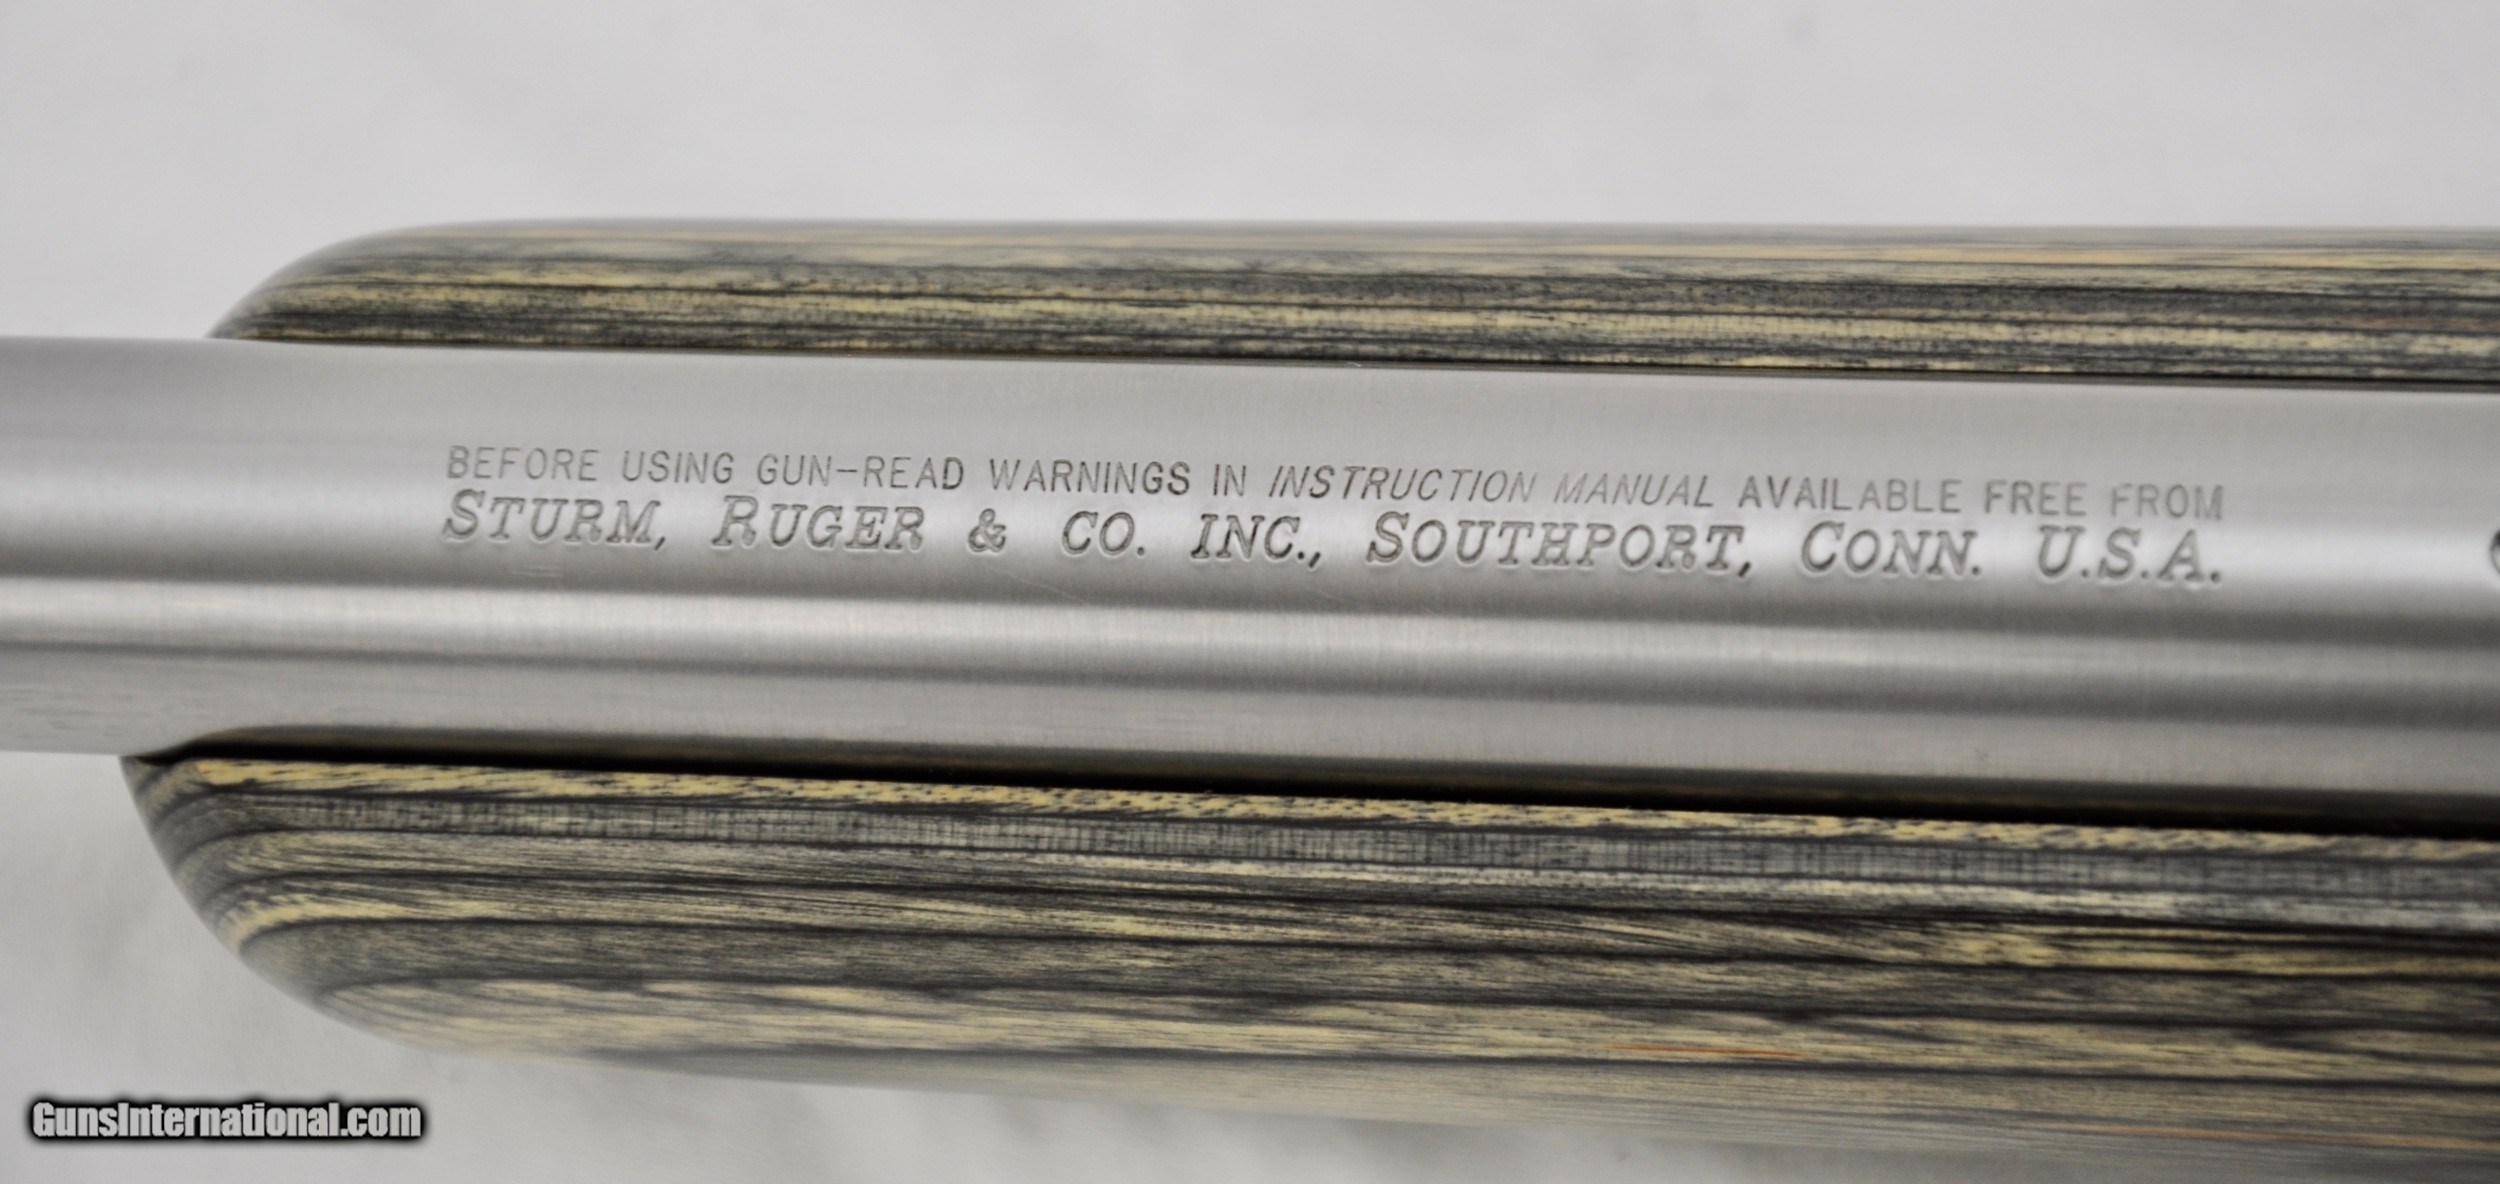 BEFORE USING GUN-READ WARNINGS IN INSTRUCTION MANUAL AVAILABLE FREE FROM
STURM, RUGER & CO. INC., SOUTHPORT, CONN. U.S.A.
GunsInternational.com